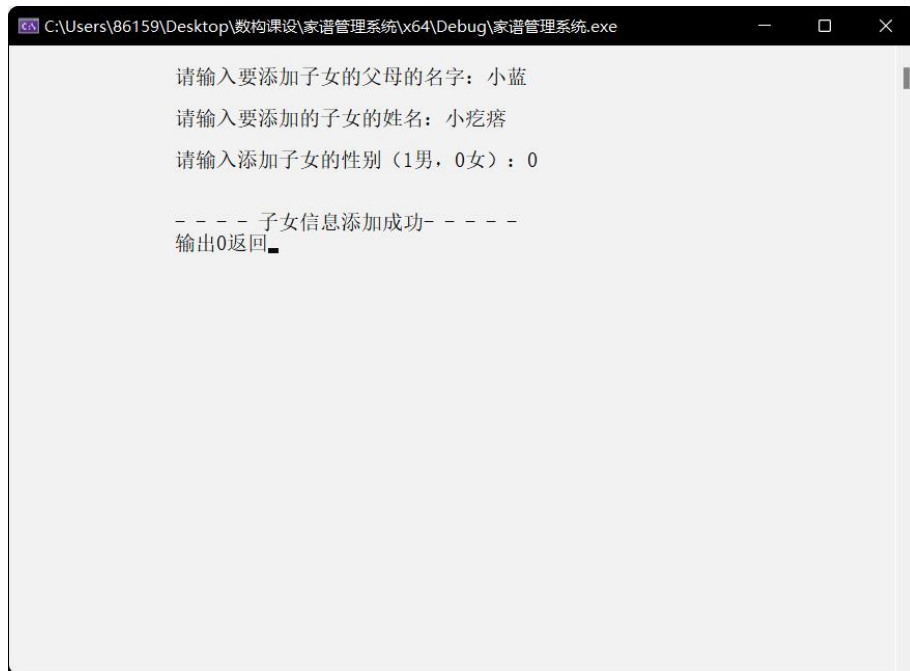 C:\Users\86159\Desktop\数构课设\家谱管理系统\x64\Debug\家谱管理系统.exe
请输入要添加子女的父母的名字：小蓝
请输入要添加的子女的姓名：小疙瘩
请输入添加子女的性别（1男，0女）：0
- - - - 子女信息添加成功- - - - -
输出0返回